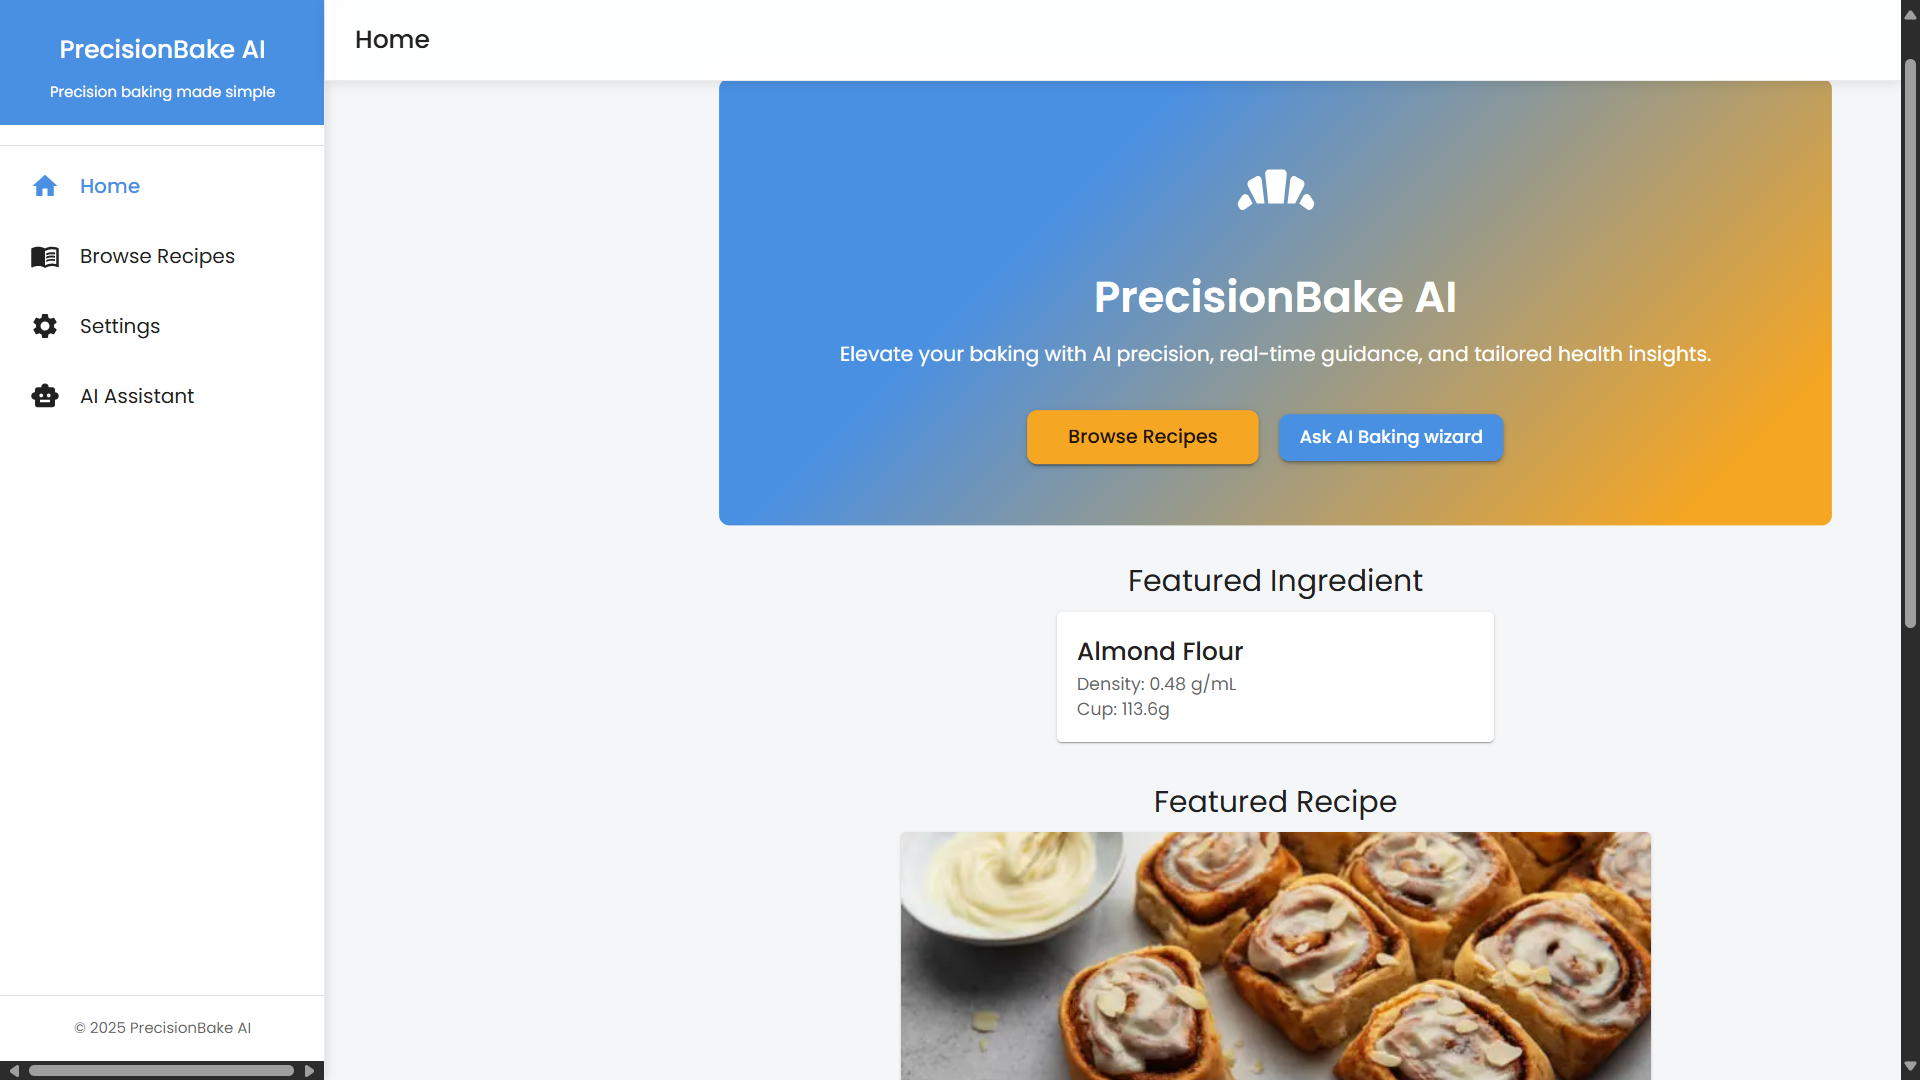 PrecisionBake AI
Precision baking made simple
Home
Browse Recipes
Settings
AI Assistant
© 2025 PrecisionBake AI
Home
PrecisionBake AI
Elevate your baking with AI precision, real-time guidance, and tailored health insights.
Browse Recipes
Ask AI Baking wizard
Featured Ingredient
Almond Flour
Density: 0.48 g/mL
Cup: 113.6g
Featured Recipe